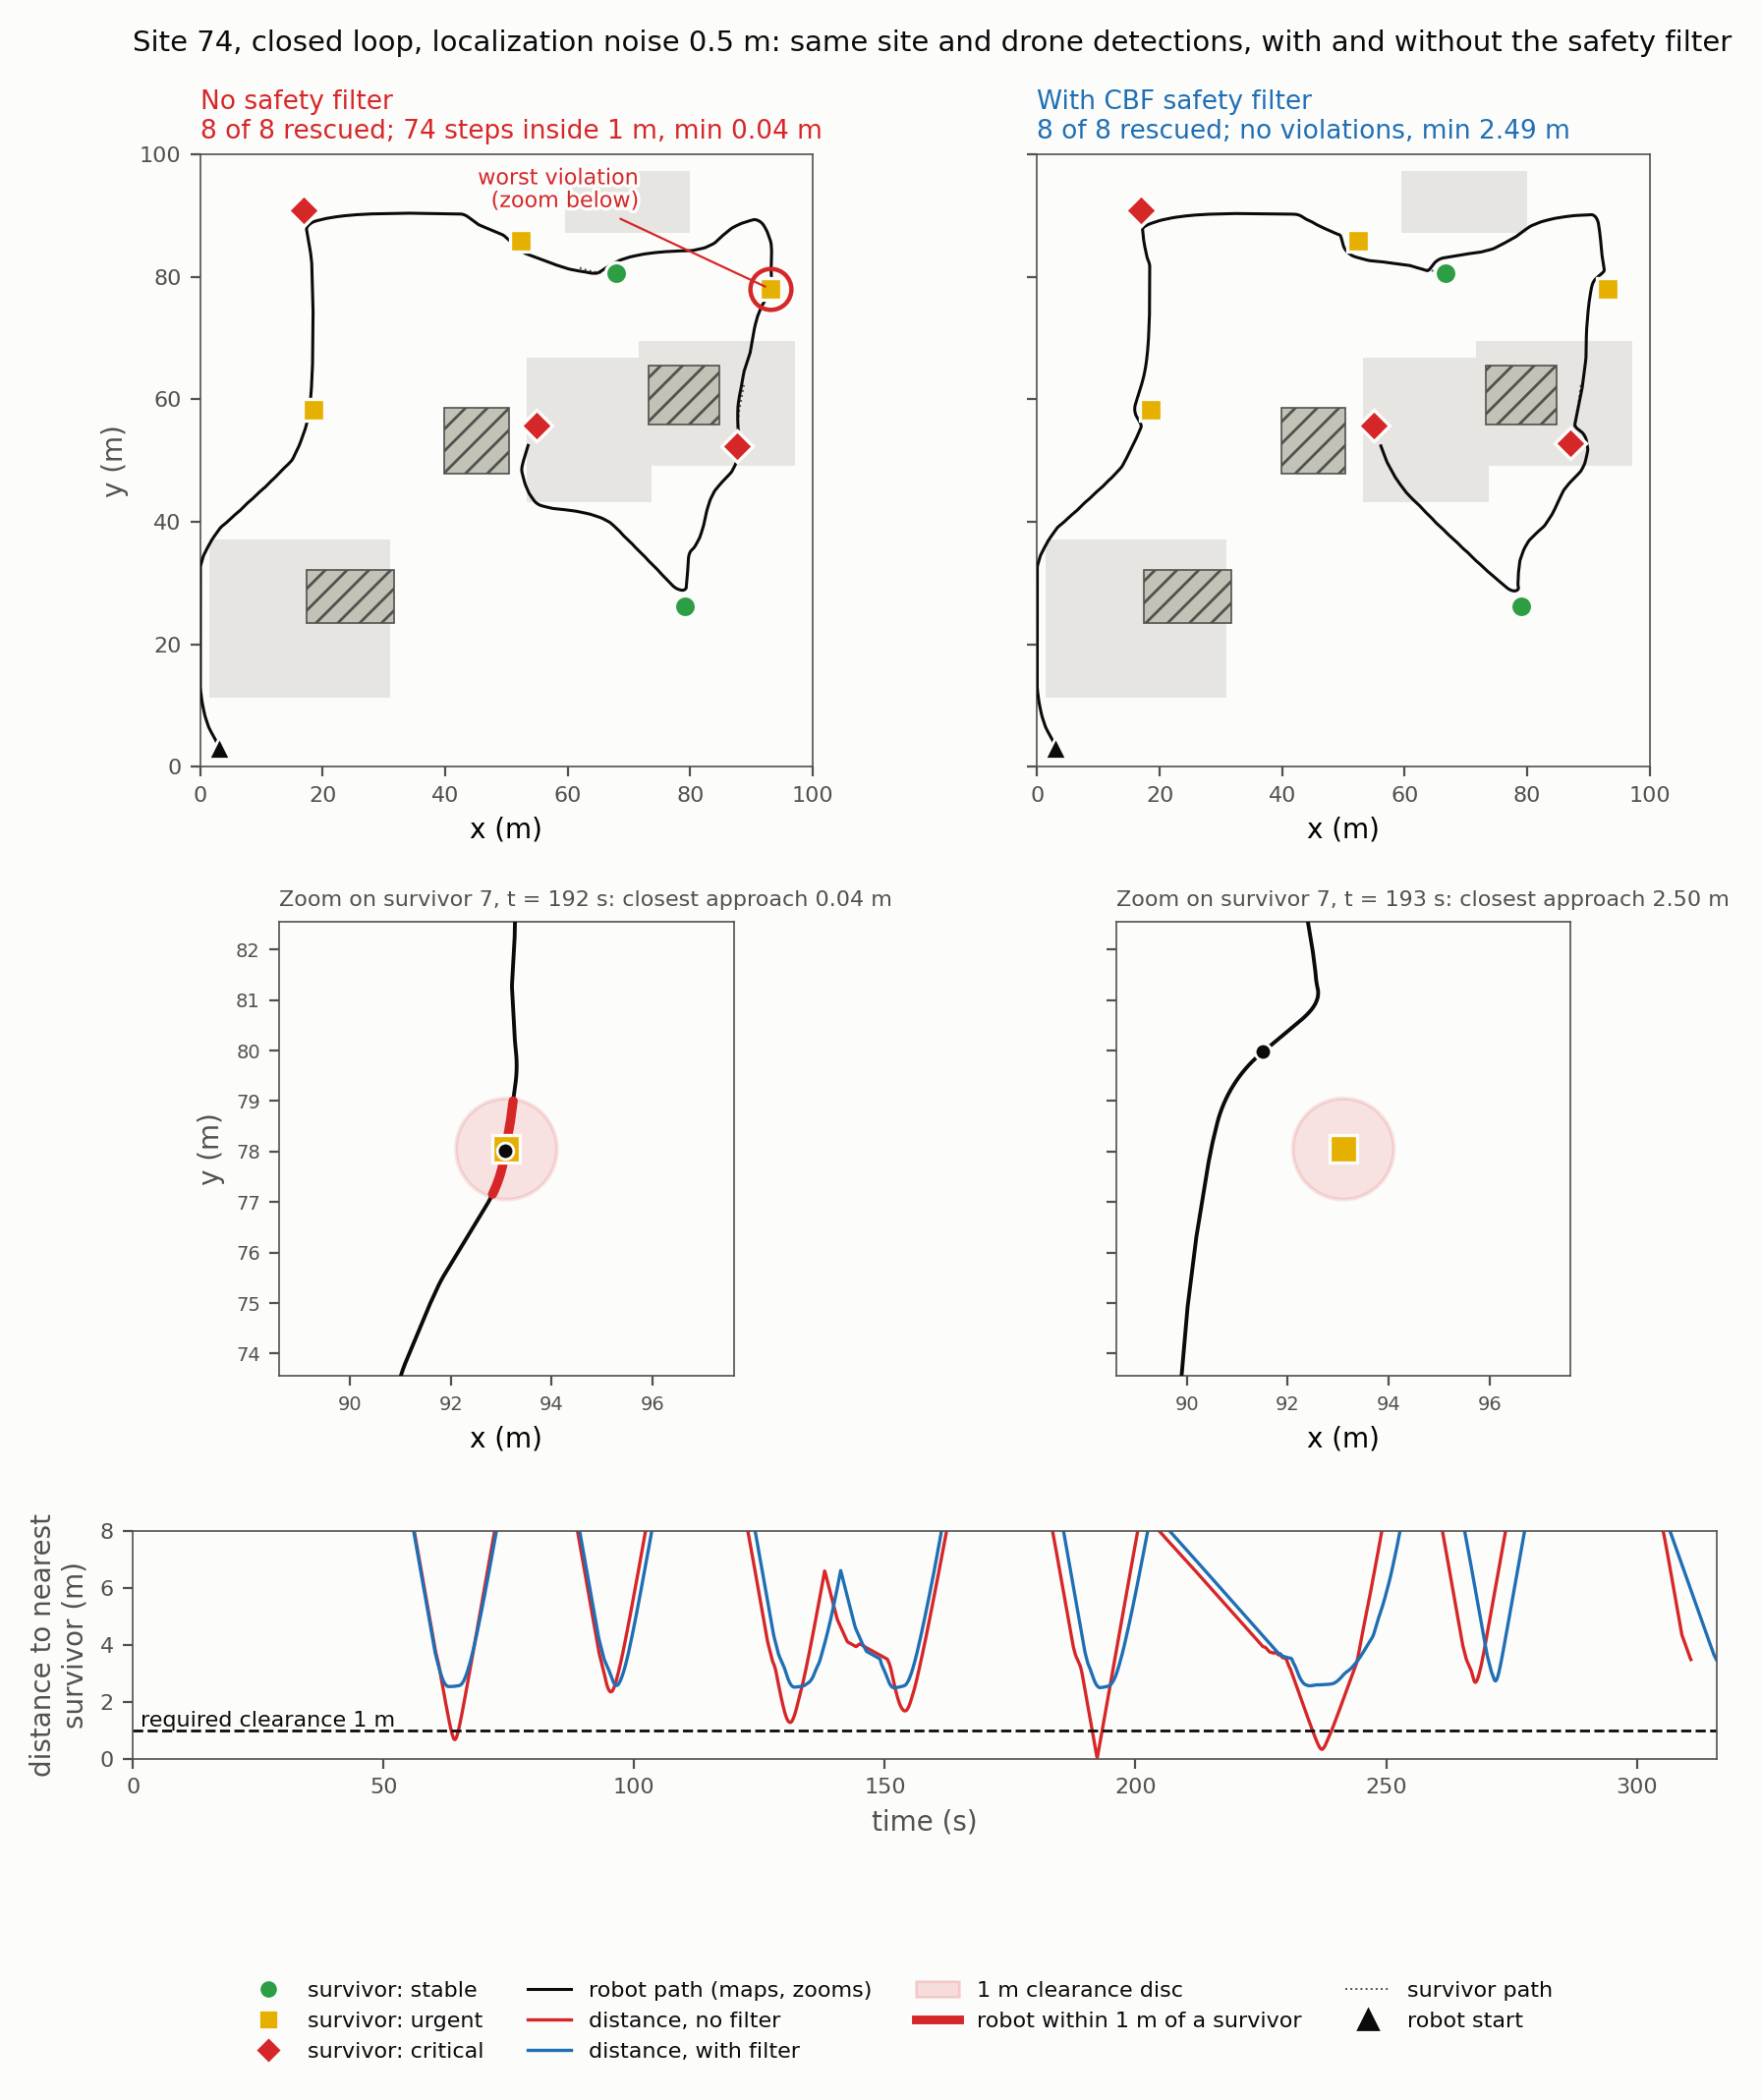 Site 74, closed loop, localization noise 0.5 m: same site and drone detections, with and without the safety filter
No safety filter
8 of 8 rescued; 74 steps inside 1 m, min 0.04 m
With CBF safety filter
8 of 8 rescued; no violations, min 2.49 m
worst violation
(zoom below)
100
80
60
40
20
0
y (m)
0 20 40 60 80 100
x (m)
0 20 40 60 80 100
x (m)
Zoom on survivor 7, t = 192 s: closest approach 0.04 m
Zoom on survivor 7, t = 193 s: closest approach 2.50 m
82
81
80
79
78
77
76
75
74
y (m)
90 92 94 96
x (m)
90 92 94 96
x (m)
distance to nearest
survivor (m)
8
6
4
2
0
required clearance 1 m
0 50 100 150 200 250 300
time (s)
survivor: stable
survivor: urgent
survivor: critical
robot path (maps, zooms)
distance, no filter
distance, with filter
1 m clearance disc
robot within 1 m of a survivor
survivor path
robot start